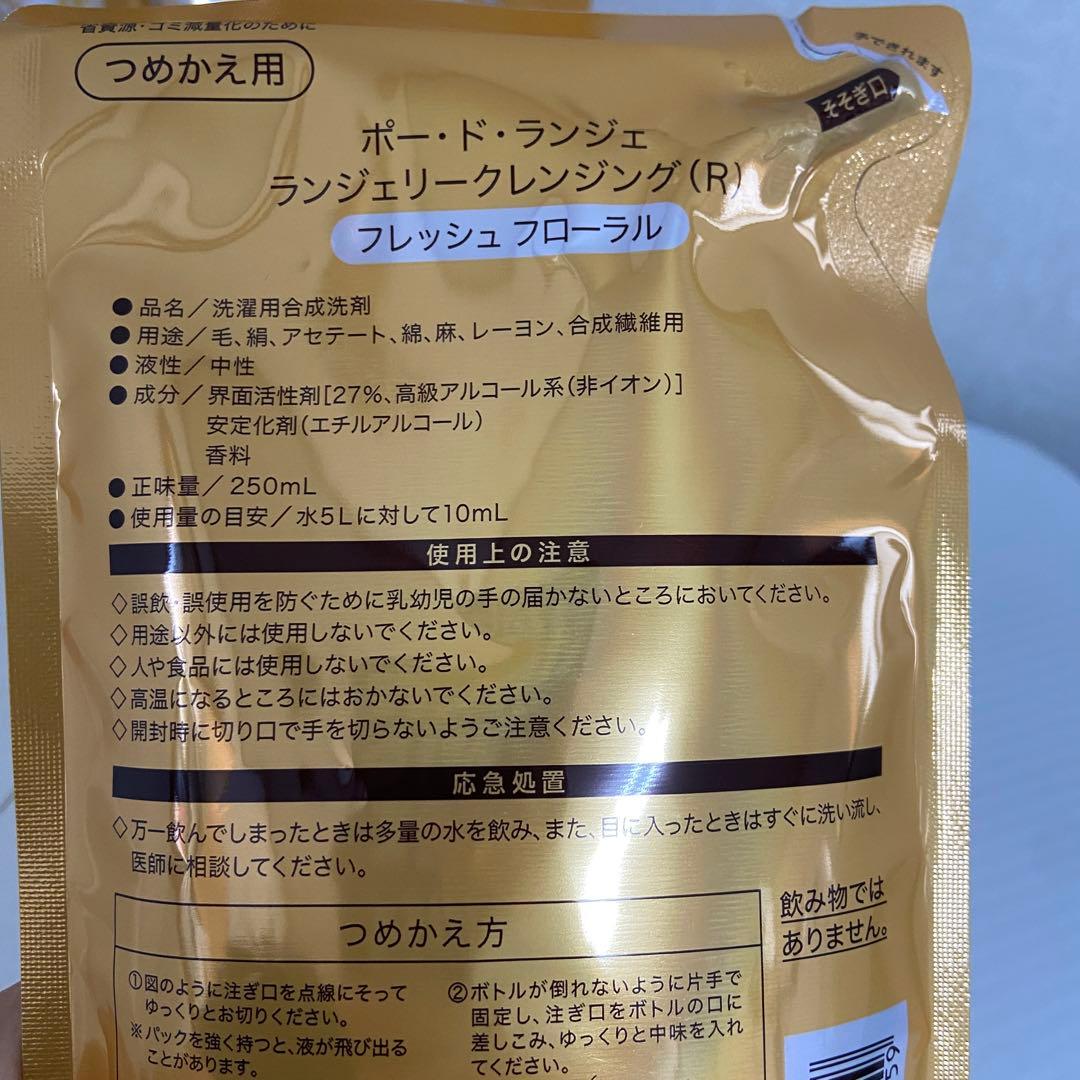 省資源・ゴミ減量化のために
つめかえ用
手できれます
そそぎ口
ポー・ド・ランジェ
ランジェリークレンジング(R)
フレッシュ フローラル
●品名／洗濯用合成洗剤
●用途／毛、絹、アセテート、綿、麻、レーヨン、合成繊維用
●液性／中性
●成分／界面活性剤[27%、高級アルコール系(非イオン)]
安定化剤(エチルアルコール)
香料
●正味量／250mL
●使用量の目安／水5Lに対して10mL
使用上の注意
◇誤飲・誤使用を防ぐために乳幼児の手の届かないところにおいてください。
◇用途以外には使用しないでください。
◇人や食品には使用しないでください。
◇高温になるところにはおかないでください。
◇開封時に切り口で手を切らないようご注意ください。
応急処置
◇万一飲んでしまったときは多量の水を飲み、また、目に入ったときはすぐに洗い流し、
医師に相談してください。
飲み物では
ありません。
つめかえ方
①図のように注ぎ口を点線にそって
ゆっくりとお切りください。
※パックを強く持つと、液が飛び出る
ことがあります。
②ボトルが倒れないように片手で
固定し、注ぎ口をボトルの口に
差しこみ、ゆっくりと中味を入れ
てください。
59